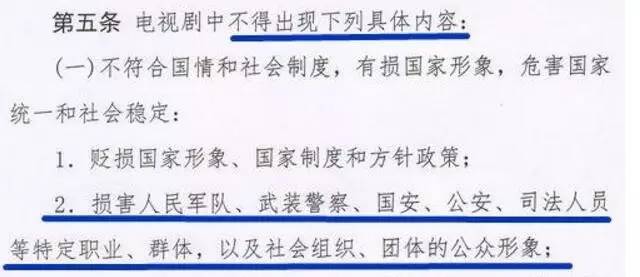 第五条 电视剧中不得出现下列具体内容：
(一)不符合国情和社会制度，有损国家形象，危害国家
统一和社会稳定：
1. 贬损国家形象、国家制度和方针政策；
2. 损害人民军队、武装警察、国安、公安、司法人员
等特定职业、群体，以及社会组织、团体的公众形象；